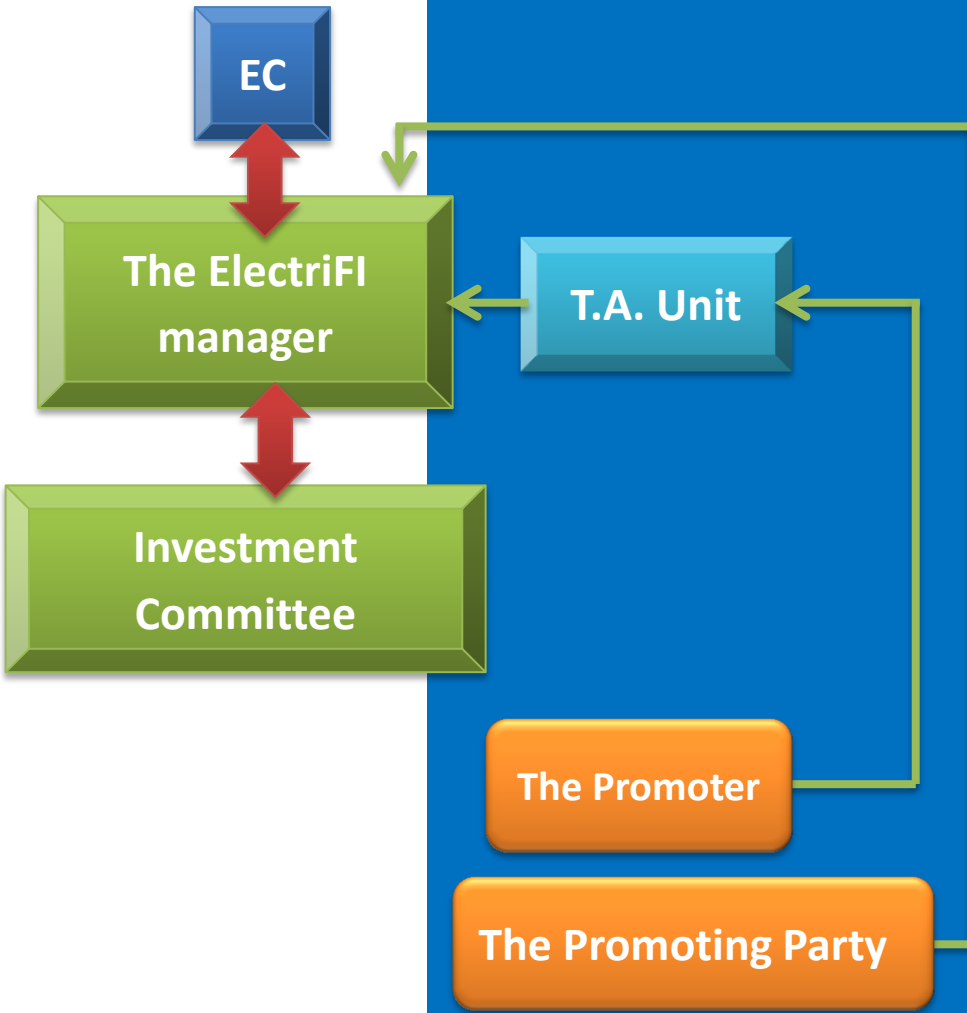 EC
The ElectriFI
manager
T.A. Unit
Investment
Committee
The Promoter
The Promoting Party